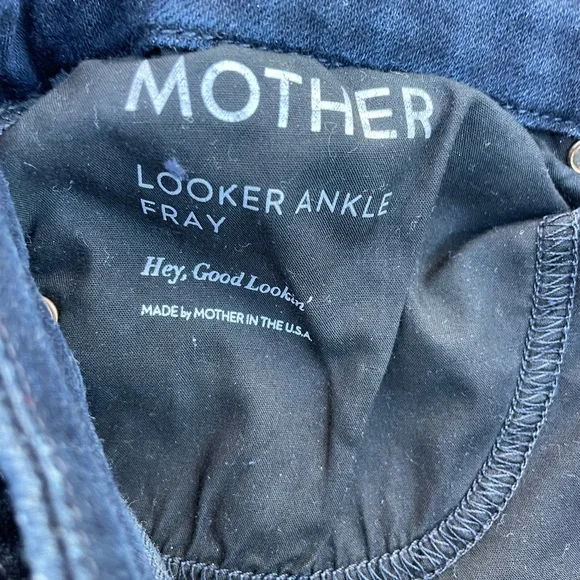 MOTHER
LOOKER ANKLE
FRAY
Hey, Good Lookin'
MADE by MOTHER IN THE U.S.A